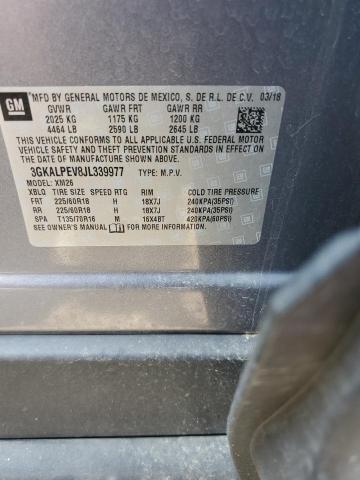 GM
MFD BY GENERAL MOTORS DE MEXICO, S. DE R.L. DE C.V. 03/18
GVWR GAWR FRT GAWR RR
2025 KG 1175 KG 1200 KG
4464 LB 2590 LB 2645 LB
THIS VEHICLE CONFORMS TO ALL APPLICABLE U.S. FEDERAL MOTOR
VEHICLE SAFETY AND THEFT PREVENTION STANDARDS IN EFFECT
ON THE DATE OF MANUFACTURE SHOWN ABOVE.
3GKALPEV8JL339977 TYPE: M.P.V.
MODEL: XM26
XBLQ TIRE SIZE SPEED RTG RIM COLD TIRE PRESSURE
FRT 225/60R18 H 18X7J 240KPA(35PSI)
RR 225/60R18 H 18X7J 240KPA(35PSI)
SPA T135/70R16 M 16X4BT 420KPA(60PSI)
SEE OWNER'S MANUAL FOR MORE INFORMATION.